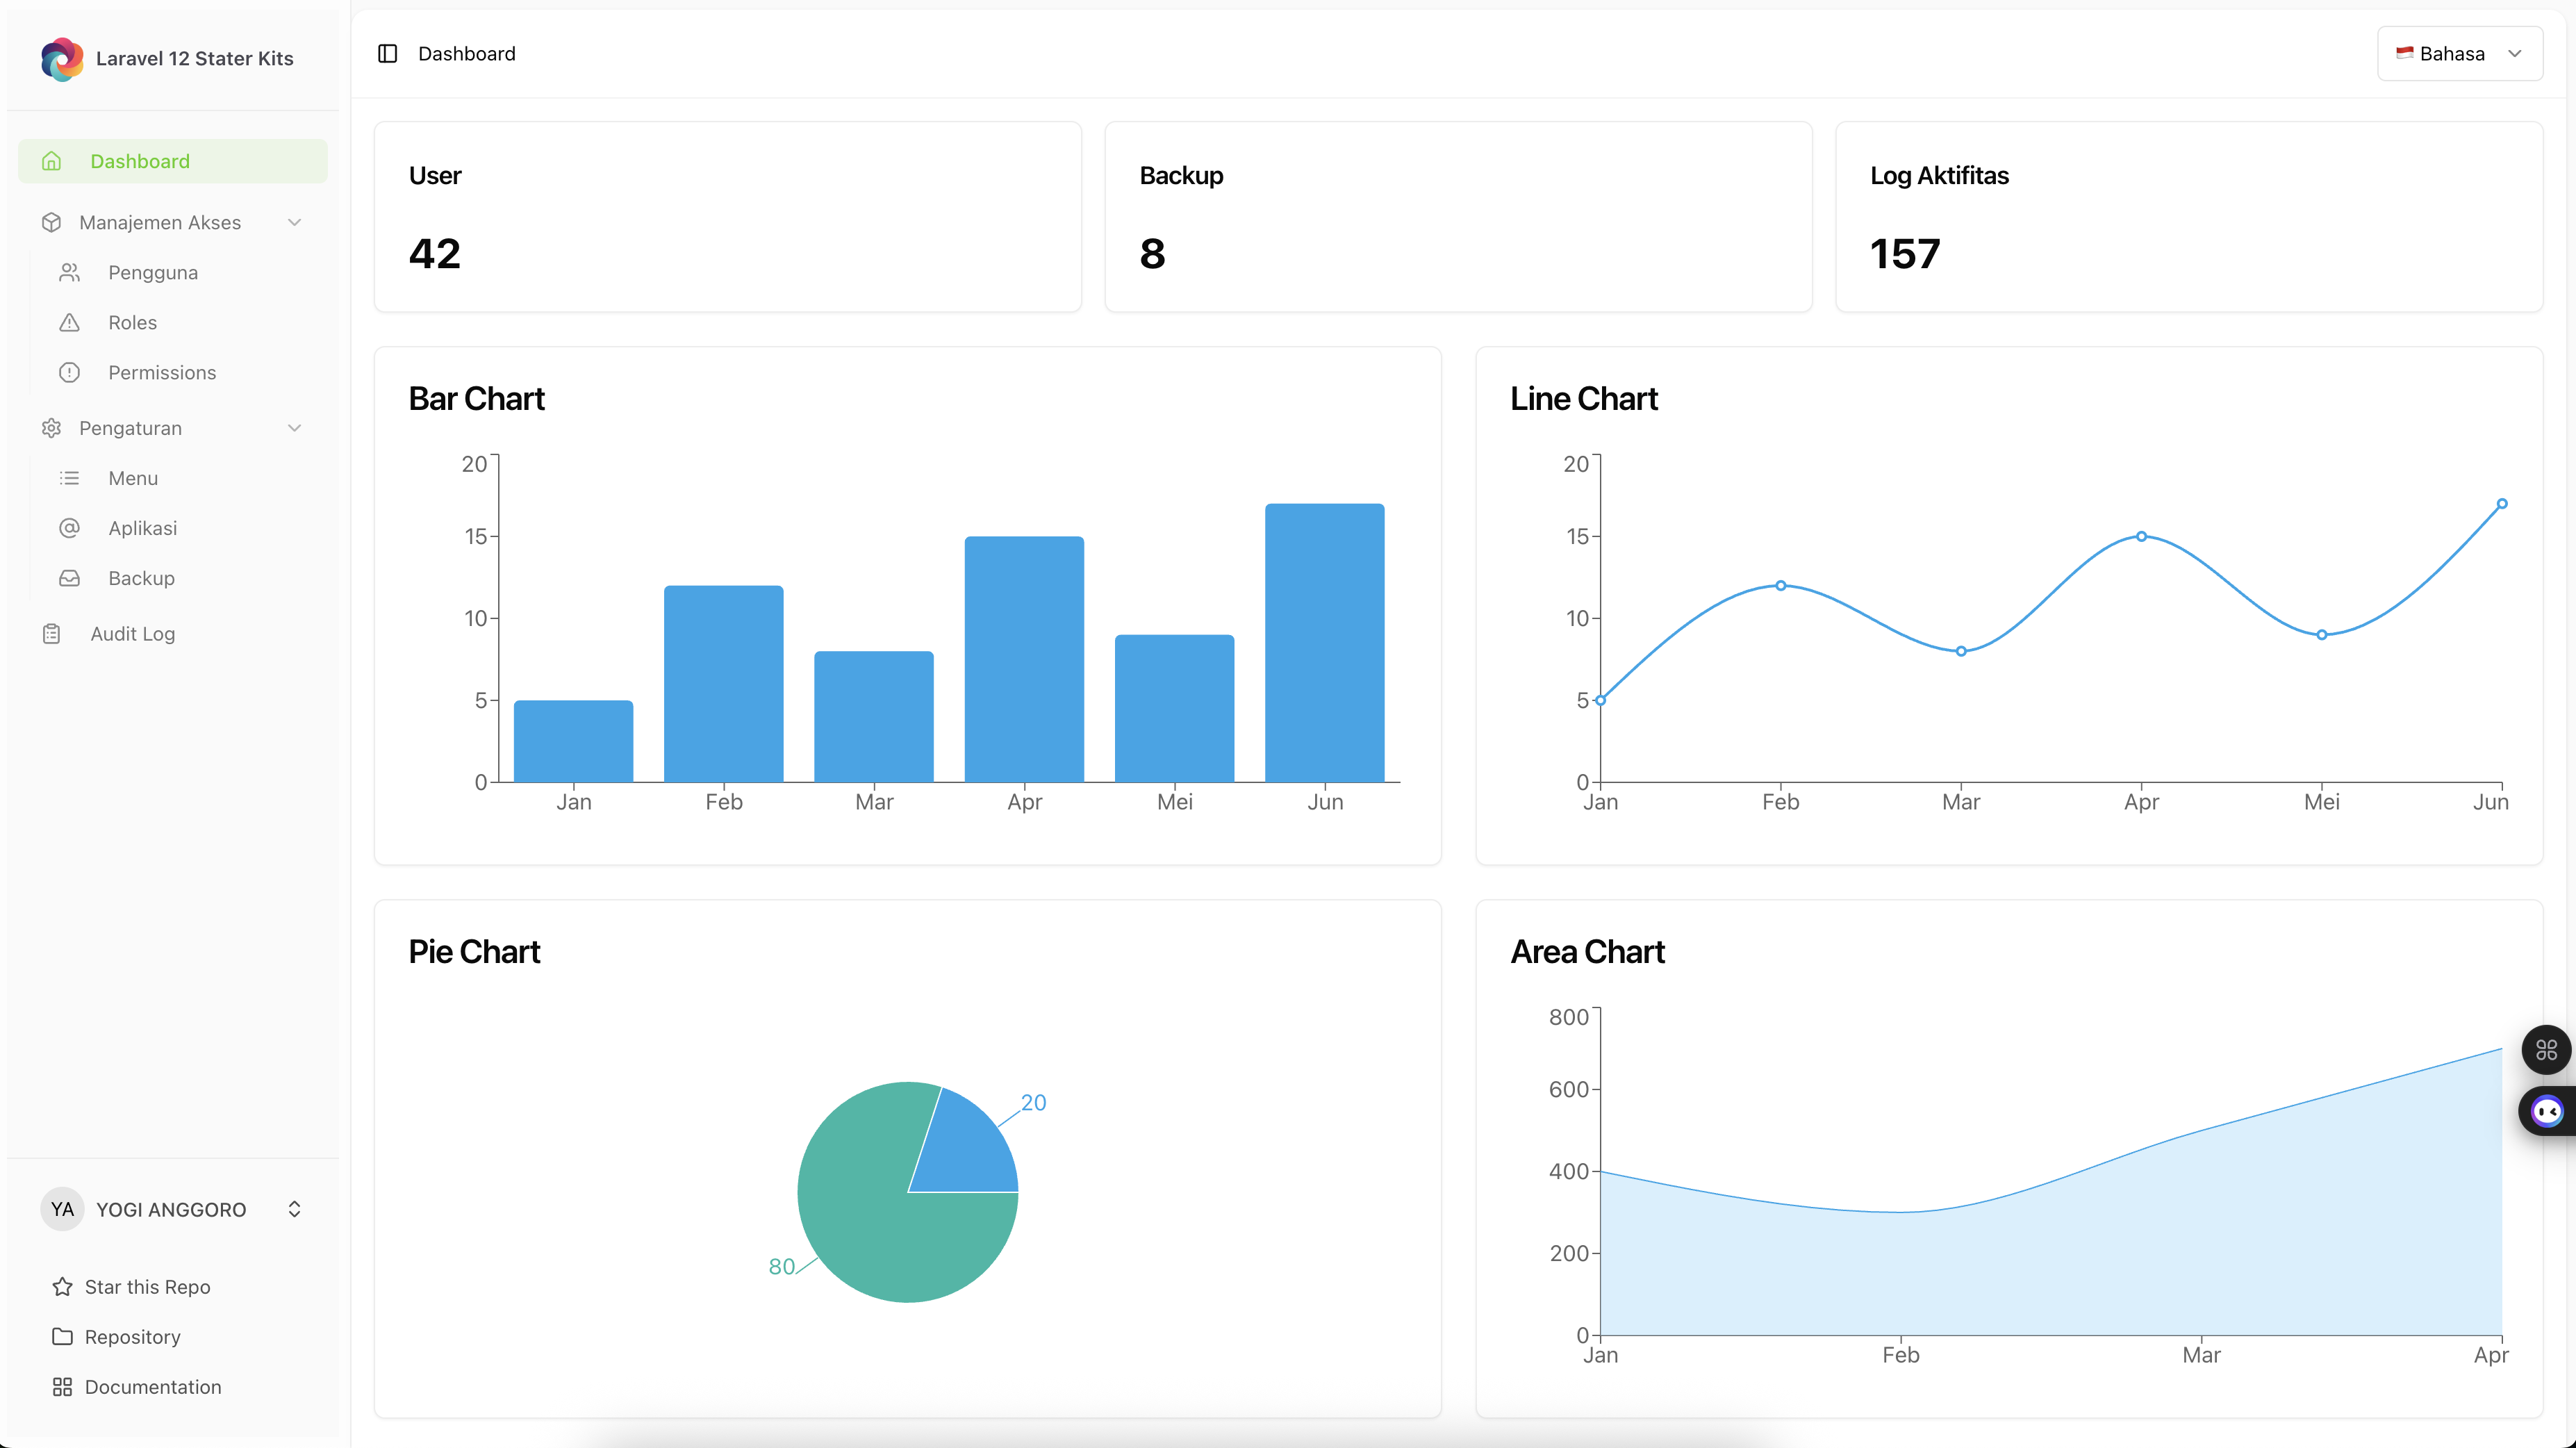 Laravel 12 Stater Kits
Dashboard
Manajemen Akses
Pengguna
Roles
Permissions
Pengaturan
Menu
Aplikasi
Backup
Audit Log
YA YOGI ANGGORO
Star this Repo
Repository
Documentation
Dashboard
Bahasa
User
42
Backup
8
Log Aktifitas
157
Bar Chart
20
15
10
5
0
Jan Feb Mar Apr Mei Jun
Line Chart
20
15
10
5
0
Jan Feb Mar Apr Mei Jun
Pie Chart
20
80
Area Chart
800
600
400
200
0
Jan Feb Mar Apr